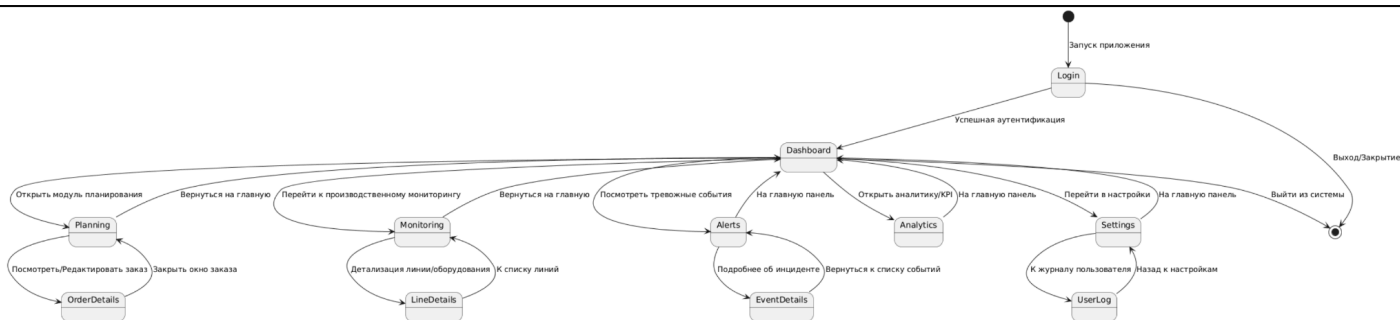 Запуск приложения
Login
Успешная аутентификация
Dashboard
Выход/Закрытие
Открыть модуль планирования
Вернуться на главную
Перейти к производственному мониторингу
Вернуться на главную
Посмотреть тревожные события
На главную панель
Открыть аналитику/KPI
На главную панель
Перейти в настройки
На главную панель
Выйти из системы
Planning
Monitoring
Alerts
Analytics
Settings
Посмотреть/Редактировать заказ
Закрыть окно заказа
Детализация линии/оборудования
К списку линий
Подробнее об инциденте
Вернуться к списку событий
К журналу пользователя
Назад к настройкам
OrderDetails
LineDetails
EventDetails
UserLog